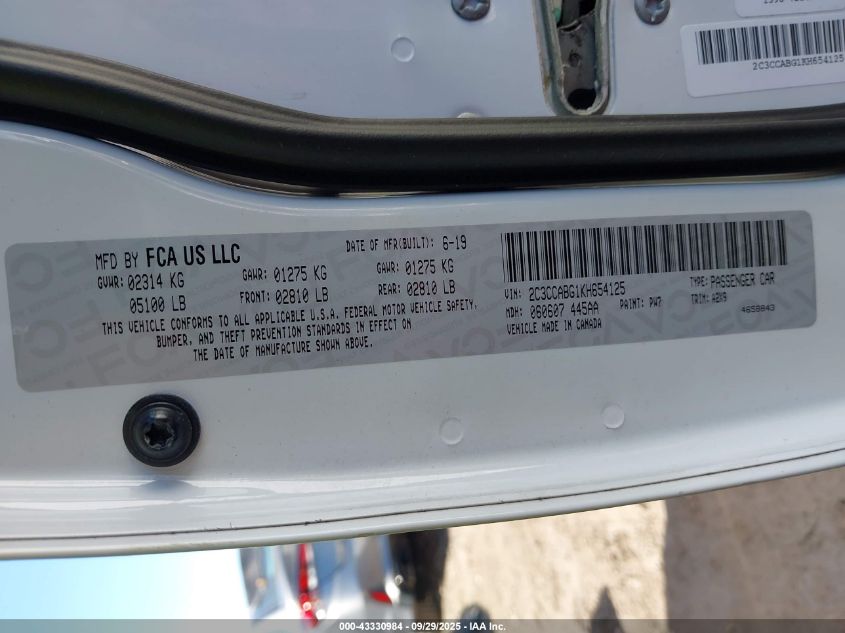 2C3CCABG1KH654125
MFD BY FCA US LLC
DATE OF MFR(BUILT): 6-19
GVWR: 02314 KG
GAWR: 01275 KG
GAWR: 01275 KG
05100 LB
FRONT: 02810 LB
REAR: 02810 LB
THIS VEHICLE CONFORMS TO ALL APPLICABLE U.S.A. FEDERAL MOTOR VEHICLE SAFETY,
BUMPER, AND THEFT PREVENTION STANDARDS IN EFFECT ON
THE DATE OF MANUFACTURE SHOWN ABOVE.
VIN: 2C3CCABG1KH654125
TYPE: PASSENGER CAR
MDH: 060607 445AA
PAINT: PW7
TRIM: A2X9
VEHICLE MADE IN CANADA
4658843
000-43330984 - 09/29/2025 - IAA Inc.